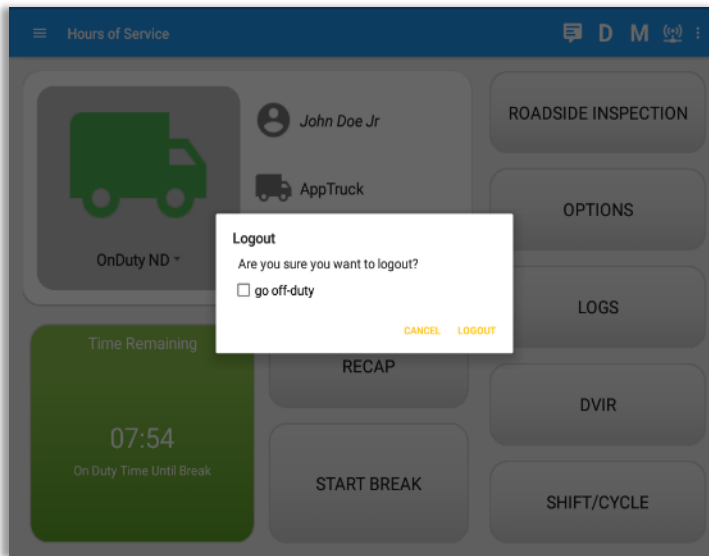 Hours of Service
D M
John Doe Jr
AppTruck
OnDuty ND
ROADSIDE INSPECTION
OPTIONS
LOGS
DVIR
SHIFT/CYCLE
Logout
Are you sure you want to logout?
go off-duty
CANCEL LOGOUT
Time Remaining
07:54
On Duty Time Until Break
RECAP
START BREAK